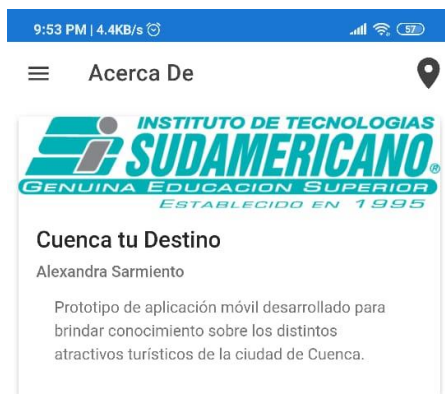 9:53 PM | 4.4KB/s
57
Acerca De
INSTITUTO DE TECNOLOGIAS
SUDAMERICANO®
GENUINA EDUCACION SUPERIOR
ESTABLECIDO EN 1995
Cuenca tu Destino
Alexandra Sarmiento
Prototipo de aplicación móvil desarrollado para
brindar conocimiento sobre los distintos
atractivos turísticos de la ciudad de Cuenca.